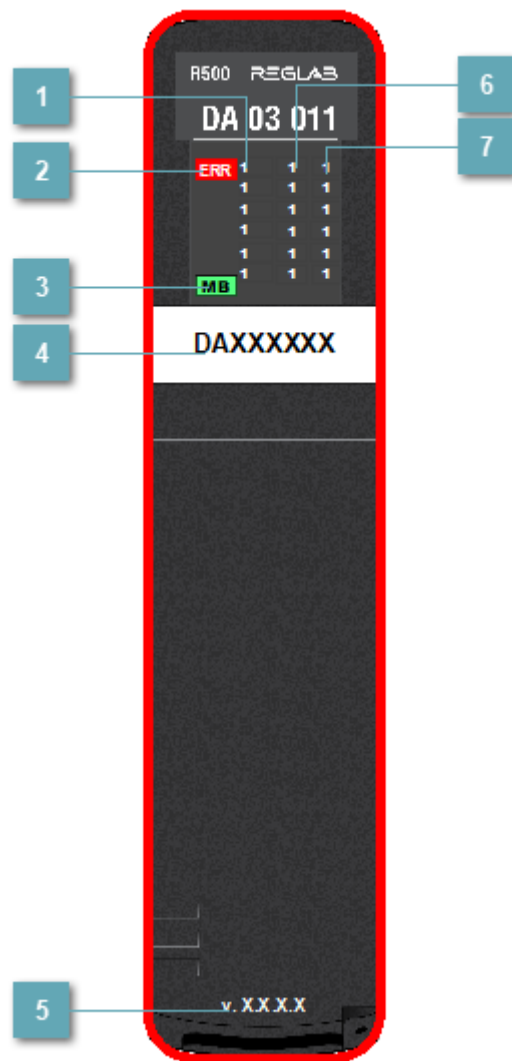 R500 REGLAB
DA 03 011
1
2
3
4
5
6
7
ERR 1 1 1
1 1 1
1 1 1
1 1 1
1 1 1
1 1 1
MB
DAXXXXXX
v. X.X.X.X